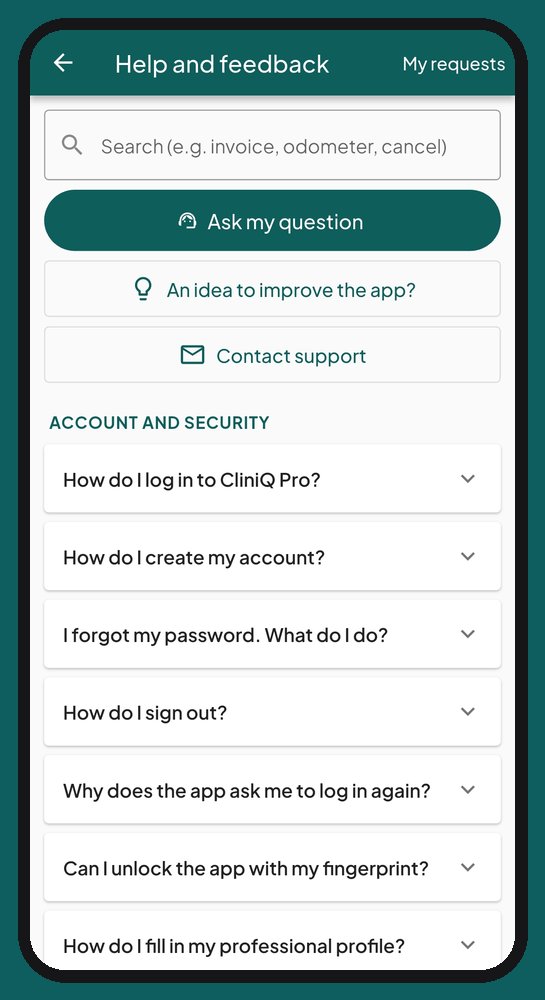 Help and feedback
My requests
Search (e.g. invoice, odometer, cancel)
Ask my question
An idea to improve the app?
Contact support
ACCOUNT AND SECURITY
How do I log in to CliniQ Pro?
How do I create my account?
I forgot my password. What do I do?
How do I sign out?
Why does the app ask me to log in again?
Can I unlock the app with my fingerprint?
How do I fill in my professional profile?